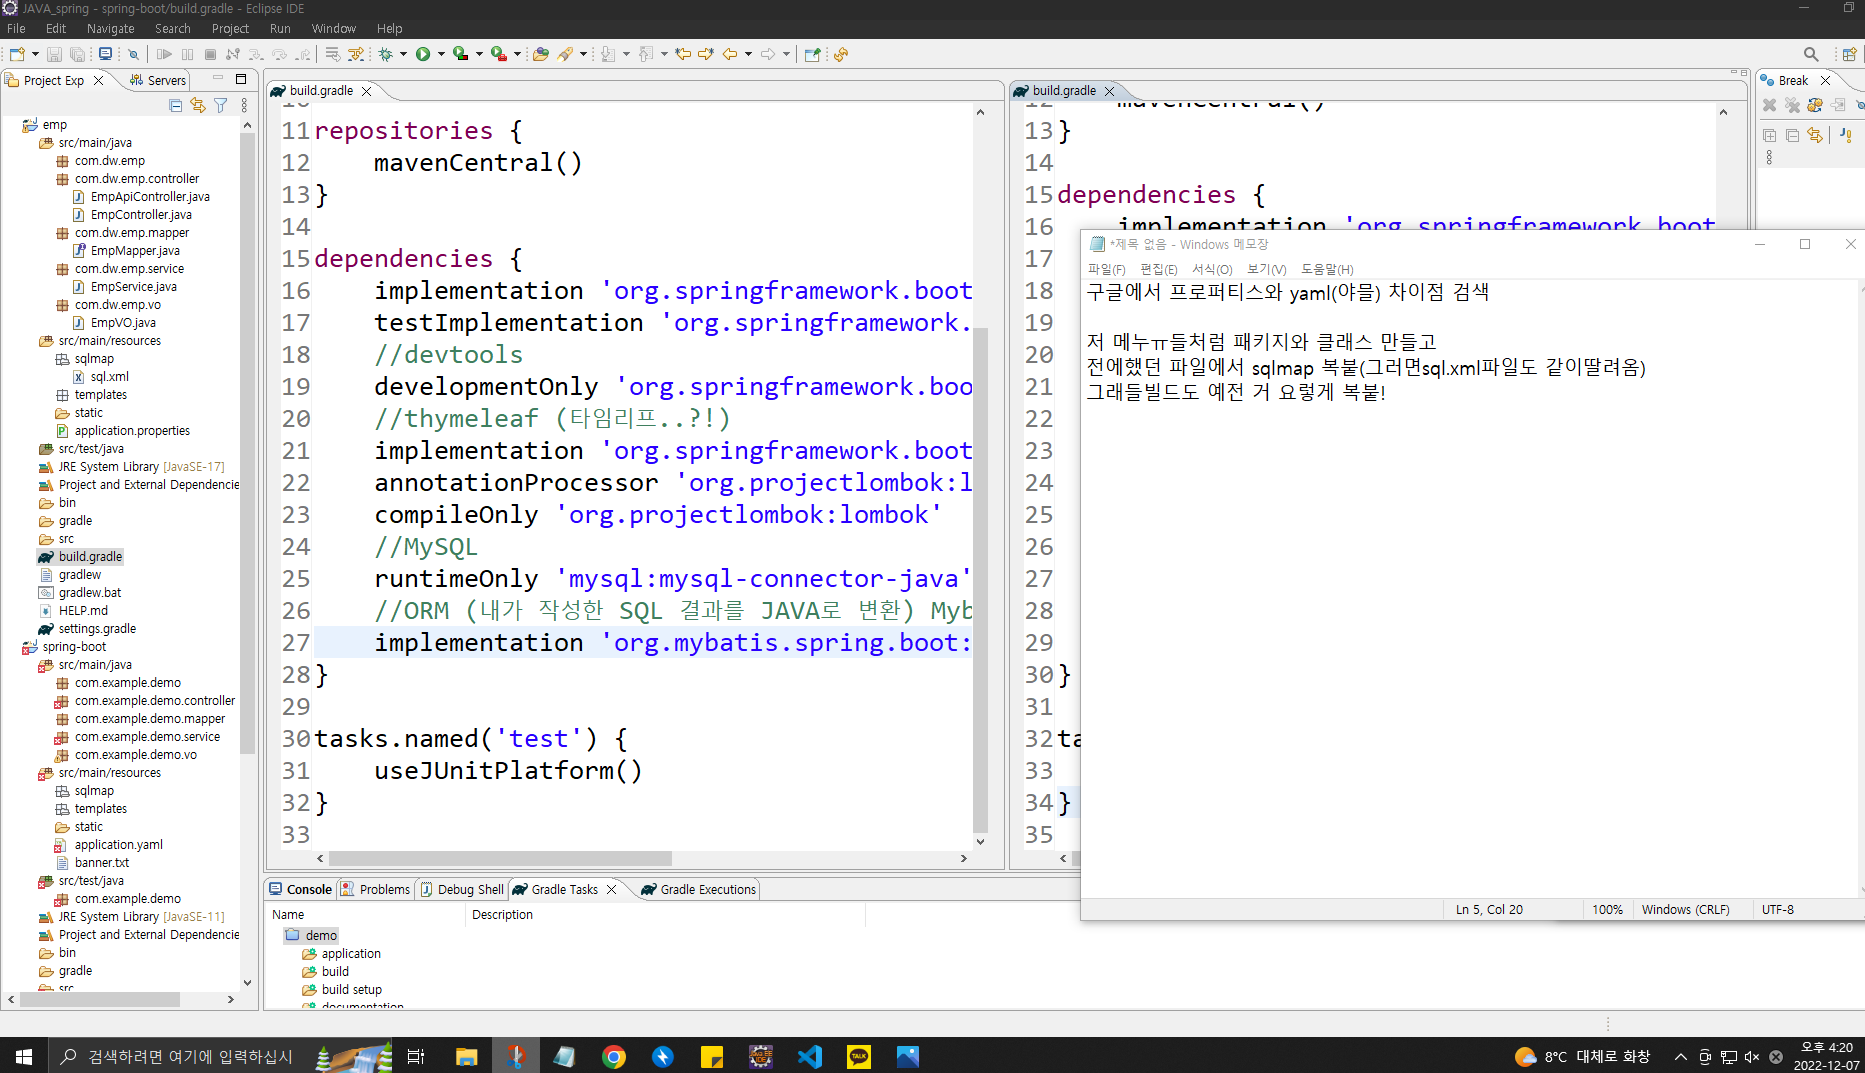 JAVA_spring - spring-boot/build.gradle - Eclipse IDE
File Edit Navigate Search Project Run Window Help
Project Exp
Servers
emp
src/main/java
com.dw.emp
com.dw.emp.controller
EmpApiController.java
EmpController.java
com.dw.emp.mapper
EmpMapper.java
com.dw.emp.service
EmpService.java
com.dw.emp.vo
EmpVO.java
src/main/resources
sqlmap
sql.xml
templates
static
application.properties
src/test/java
JRE System Library [JavaSE-17]
Project and External Dependencie
bin
gradle
src
build.gradle
gradlew
gradlew.bat
HELP.md
settings.gradle
spring-boot
src/main/java
com.example.demo
com.example.demo.controller
com.example.demo.mapper
com.example.demo.service
com.example.demo.vo
src/main/resources
sqlmap
templates
static
application.yaml
banner.txt
src/test/java
com.example.demo
JRE System Library [JavaSE-11]
Project and External Dependencie
bin
gradle
src
build.gradle
10
11 repositories {
12 mavenCentral()
13 }
14
15 dependencies {
16 implementation 'org.springframework.boot
17 testImplementation 'org.springframework.
18 //devtools
19 developmentOnly 'org.springframework.boo
20 //thymeleaf (타임리프..?!)
21 implementation 'org.springframework.boot
22 annotationProcessor 'org.projectlombok:l
23 compileOnly 'org.projectlombok:lombok'
24 //MySQL
25 runtimeOnly 'mysql:mysql-connector-java'
26 //ORM (내가 작성한 SQL 결과를 JAVA로 변환) Myb
27 implementation 'org.mybatis.spring.boot:
28 }
29
30 tasks.named('test') {
31 useJUnitPlatform()
32 }
33
build.gradle
12 mavenCentral()
13 }
14
15 dependencies {
16 implementation 'org.springframework.boot
17
18
19
20
21
22
23
24
25
26
27
28
29
30 }
31
32 ta
33
34 }
35
Break
*제목 없음 - Windows 메모장
파일(F) 편집(E) 서식(O) 보기(V) 도움말(H)
구글에서 프로퍼티스와 yaml(야믈) 차이점 검색
저 메누ㅠ들처럼 패키지와 클래스 만들고
전에했던 파일에서 sqlmap 복붙(그러면sql.xml파일도 같이딸려옴)
그래들빌드도 예전 거 요렇게 복붙!
Ln 5, Col 20
100%
Windows (CRLF)
UTF-8
Console
Problems
Debug Shell
Gradle Tasks
Gradle Executions
Name
Description
demo
application
build
build setup
documentation
검색하려면 여기에 입력하십시
TALK
8°C 대체로 화창
오후 4:20
2022-12-07